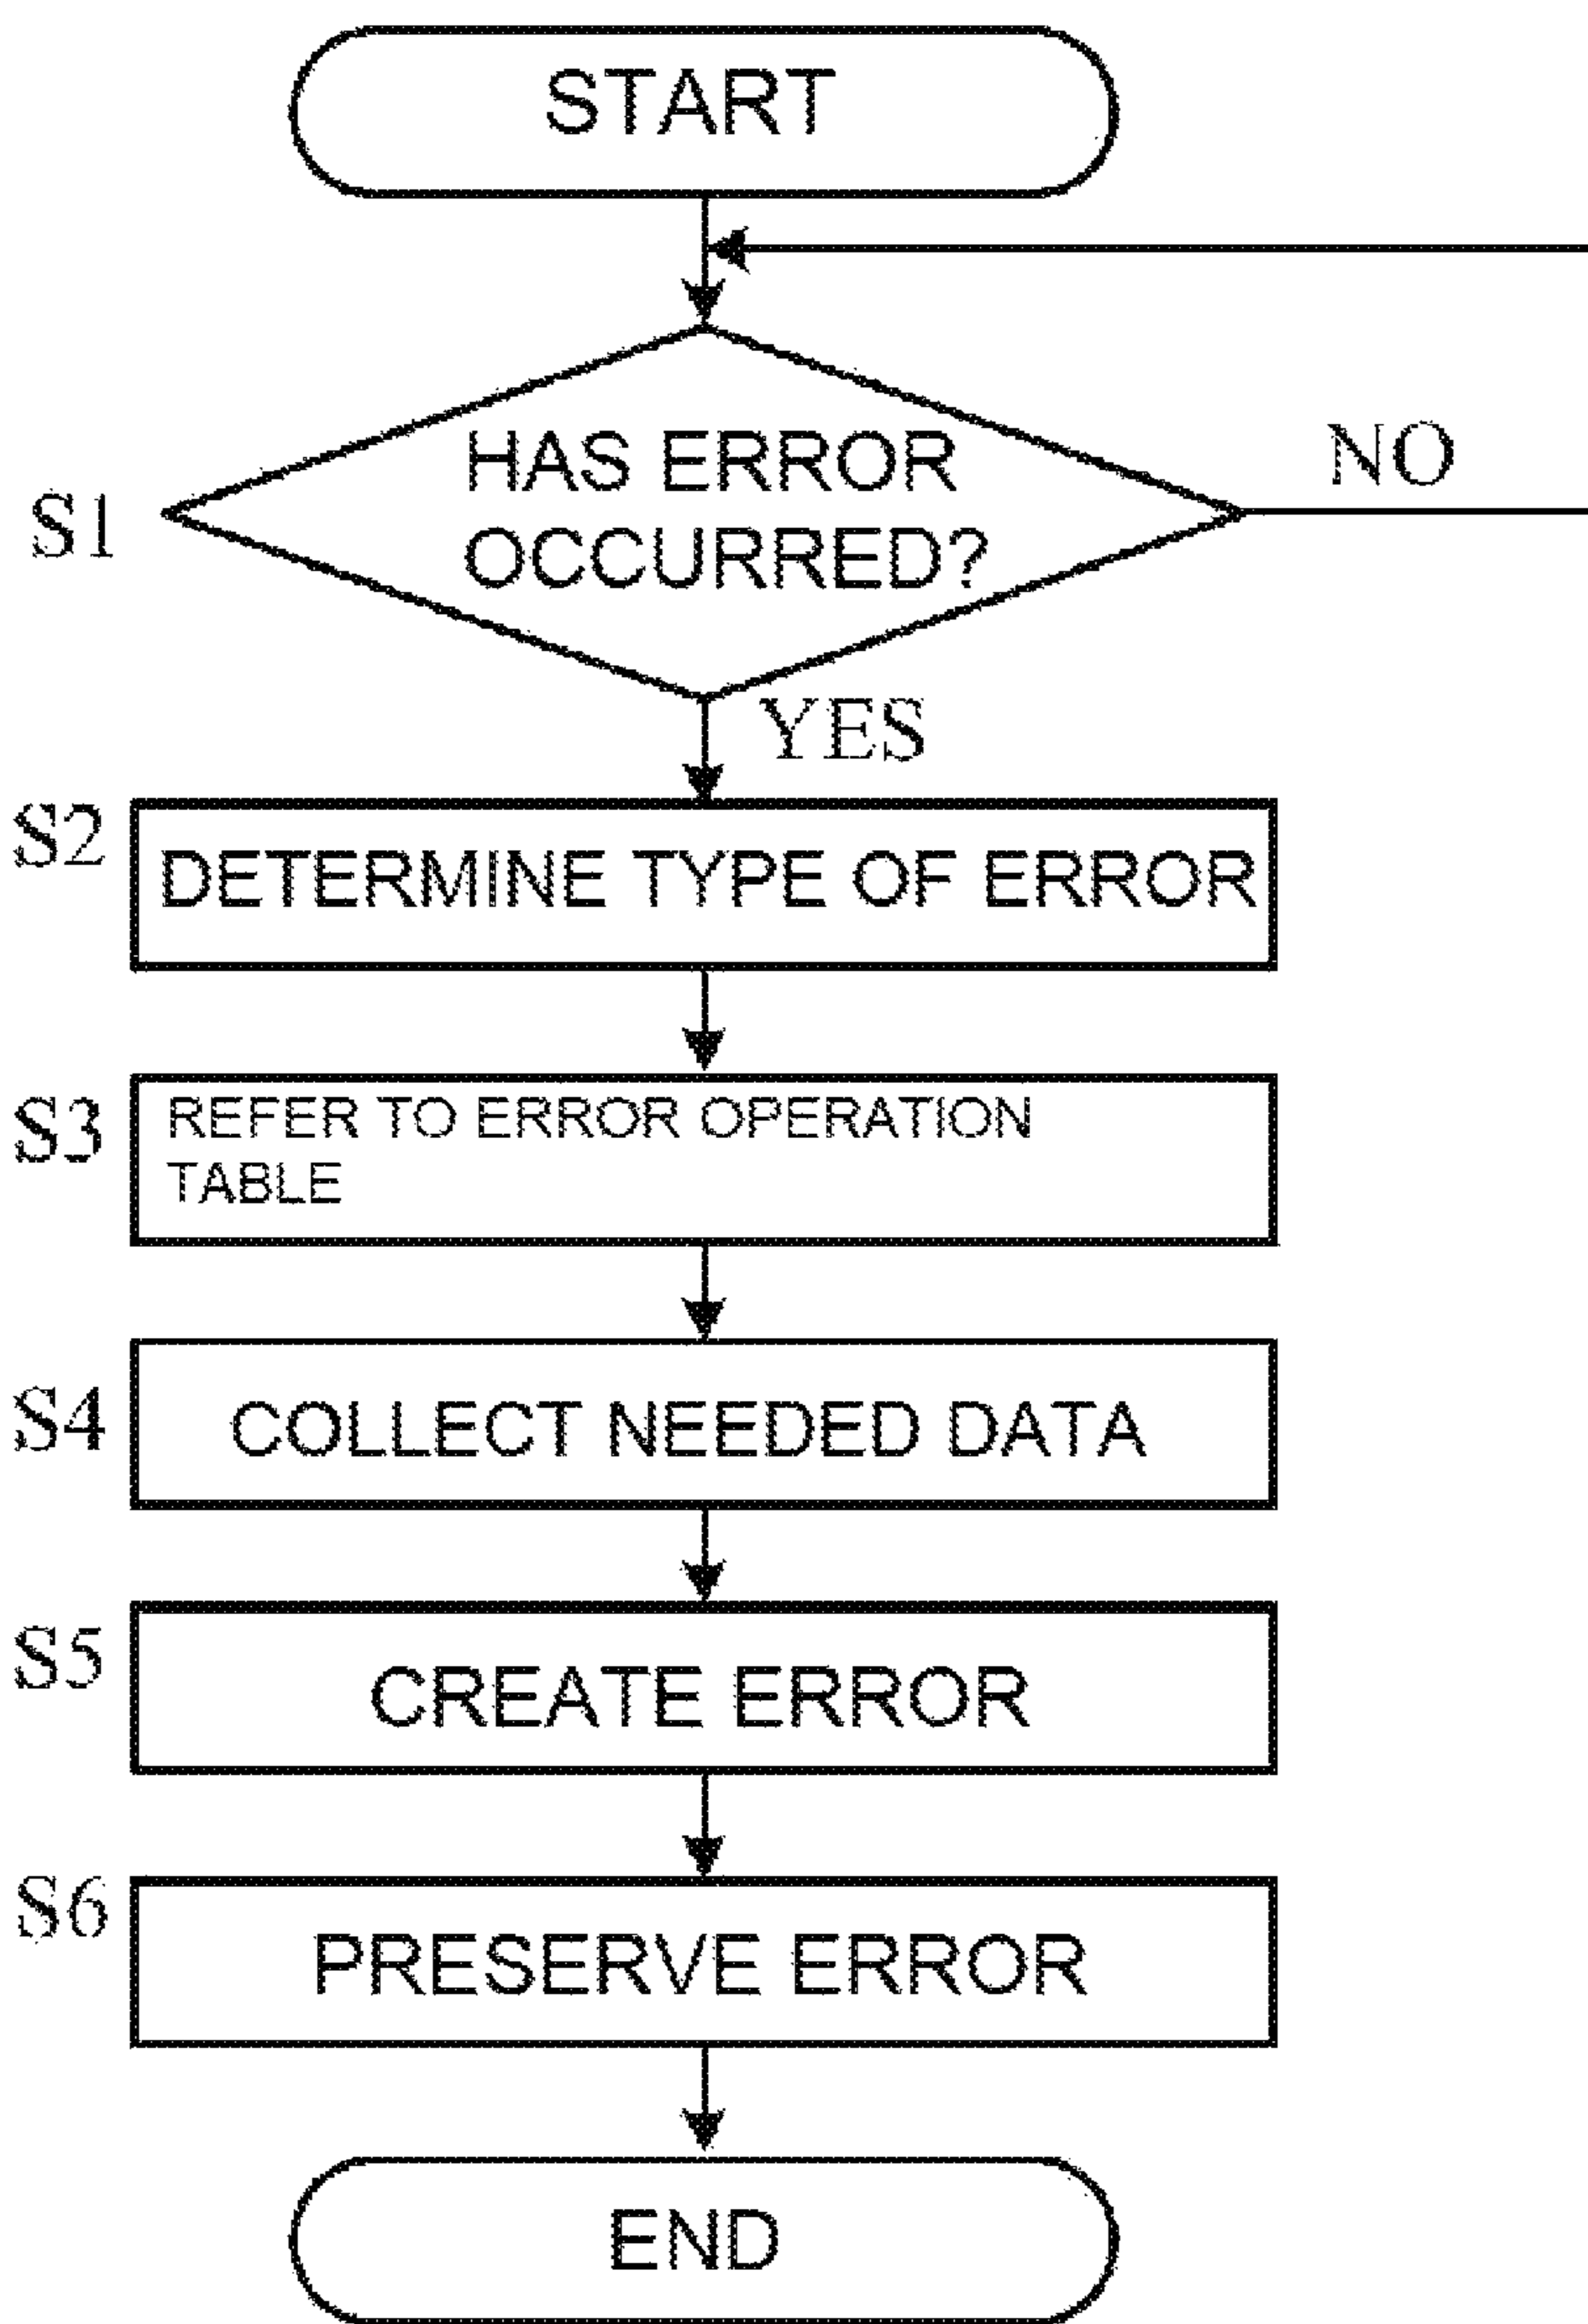 START
HAS ERROR
NO
S1
OCCURRED?
YES
S2
DETERMINE TYPE OF ERROR
S3
REFER TO ERROR OPERATION
TABLE
S4
COLLECT NEEDED DATA
S5
CREATE ERROR
S6
PRESERVE ERROR
END